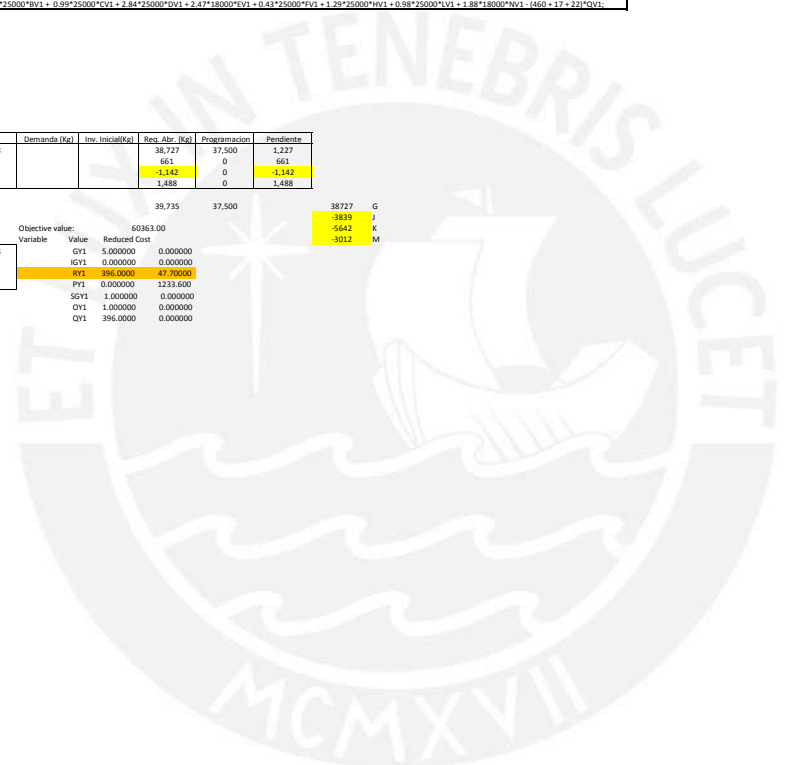 *25000*BV1 + 0.99*25000*CV1 + 2.84*25000*DV1 + 2.47*18000*EV1 + 0.43*25000*FV1 + 1.29*25000*HV1 + 0.98*25000*LV1 + 1.88*18000*NV1 - (460 + 17 + 22)*QV1;
Demanda (Kg) Inv. Inicial(Kg) Req. Abr. (Kg) Programacion Pendiente
38,727 37,500 1,227
661 0 661
-1,142 0 -1,142
1,488 0 1,488
39,735 37,500 38727 G
-3839 J
Objective value: 60363.00 -5642 K
Variable Value Reduced Cost -3012 M
GY1 5.000000 0.000000
IGY1 0.000000 0.000000
RY1 396.0000 47.70000
PY1 0.000000 1233.600
SGY1 1.000000 0.000000
OY1 1.000000 0.000000
QY1 396.0000 0.000000
ET VIX IN TENEBRIS LUCET
MCMXVII